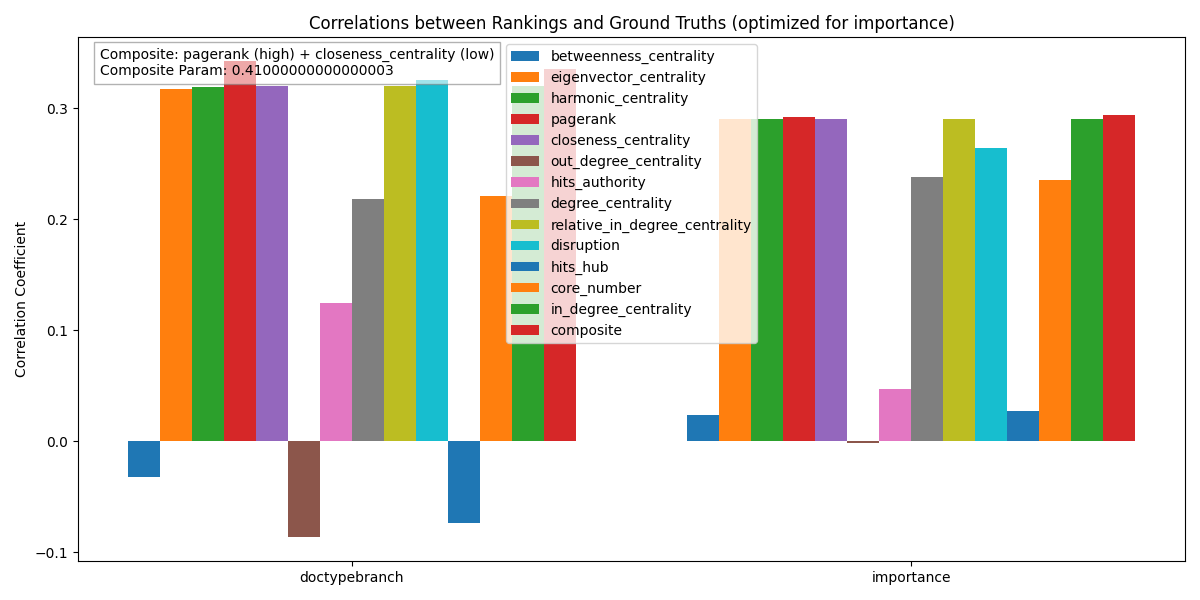 Correlations between Rankings and Ground Truths (optimized for importance)
Composite: pagerank (high) + closeness_centrality (low)
Composite Param: 0.41000000000000003
betweenness_centrality
eigenvector_centrality
harmonic_centrality
pagerank
closeness_centrality
out_degree_centrality
hits_authority
degree_centrality
relative_in_degree_centrality
disruption
hits_hub
core_number
in_degree_centrality
composite
Correlation Coefficient
0.3
0.2
0.1
0.0
−0.1
doctypebranch
importance